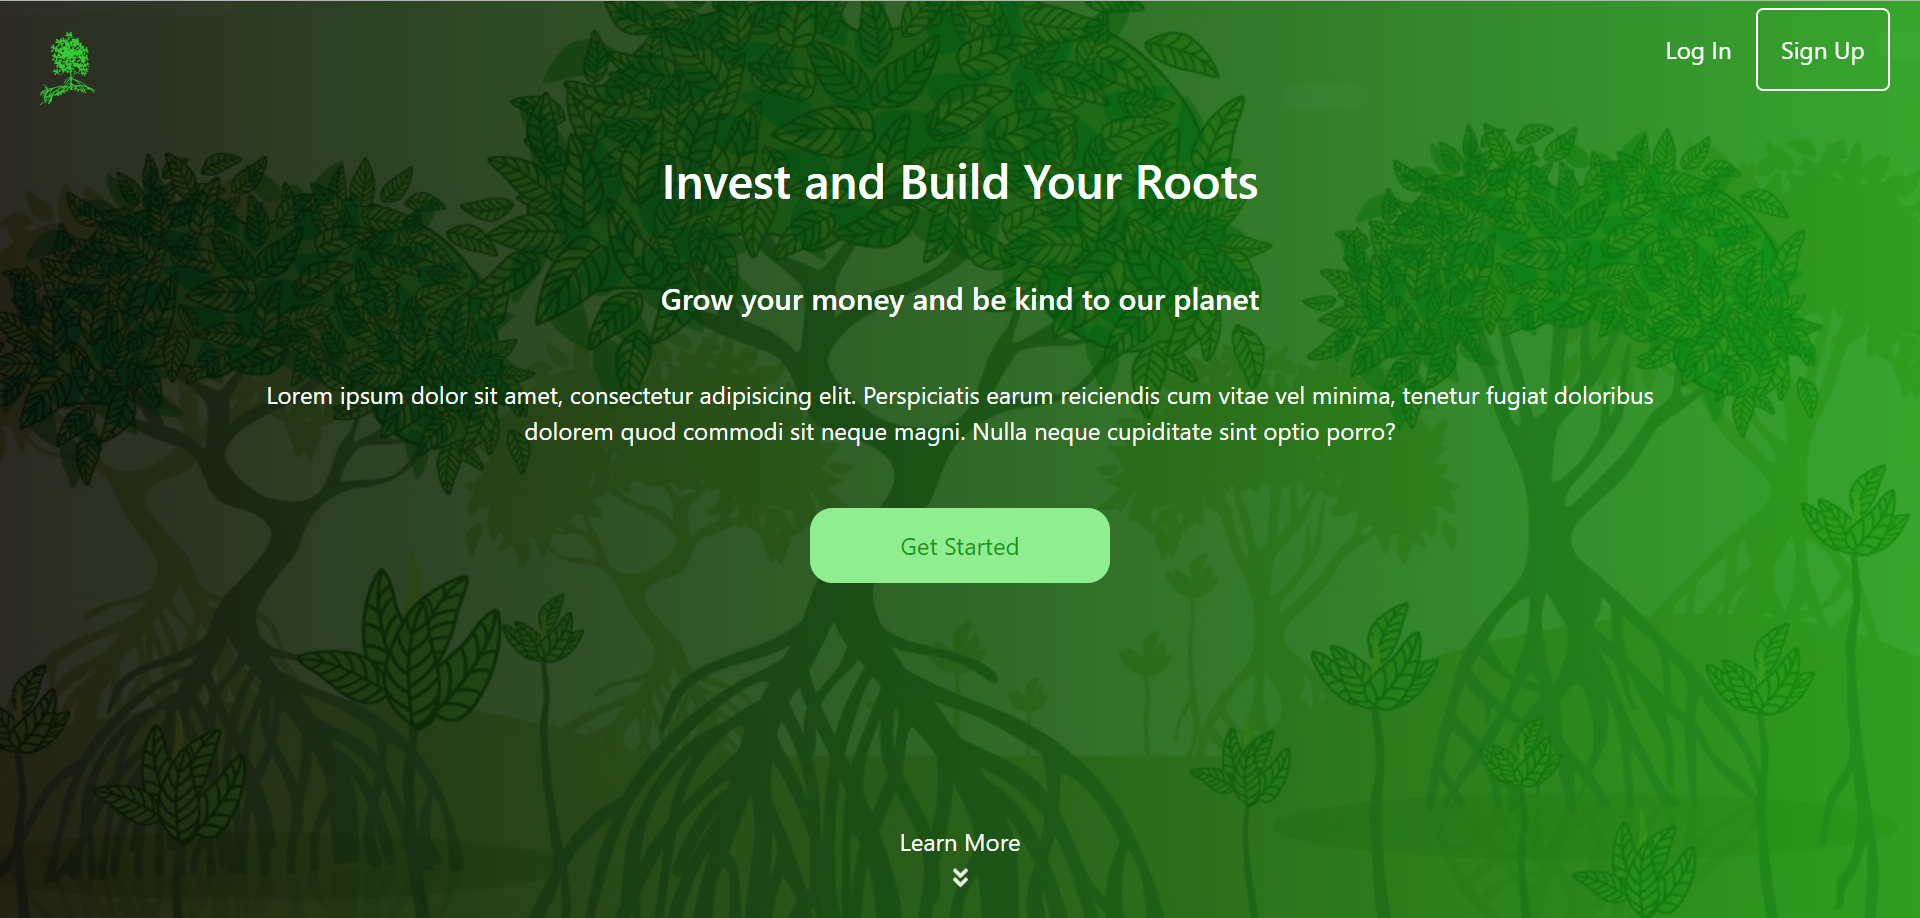 Log In
Sign Up
Invest and Build Your Roots
Grow your money and be kind to our planet
Lorem ipsum dolor sit amet, consectetur adipisicing elit. Perspiciatis earum reiciendis cum vitae vel minima, tenetur fugiat doloribus
dolorem quod commodi sit neque magni. Nulla neque cupiditate sint optio porro?
Get Started
Learn More